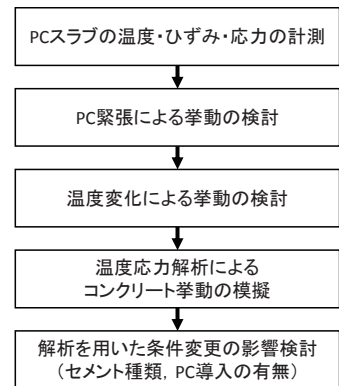 PCスラブの温度・ひずみ・応力の計測
PC緊張による挙動の検討
温度変化による挙動の検討
温度応力解析による
コンクリート挙動の模擬
解析を用いた条件変更の影響検討
(セメント種類, PC導入の有無)